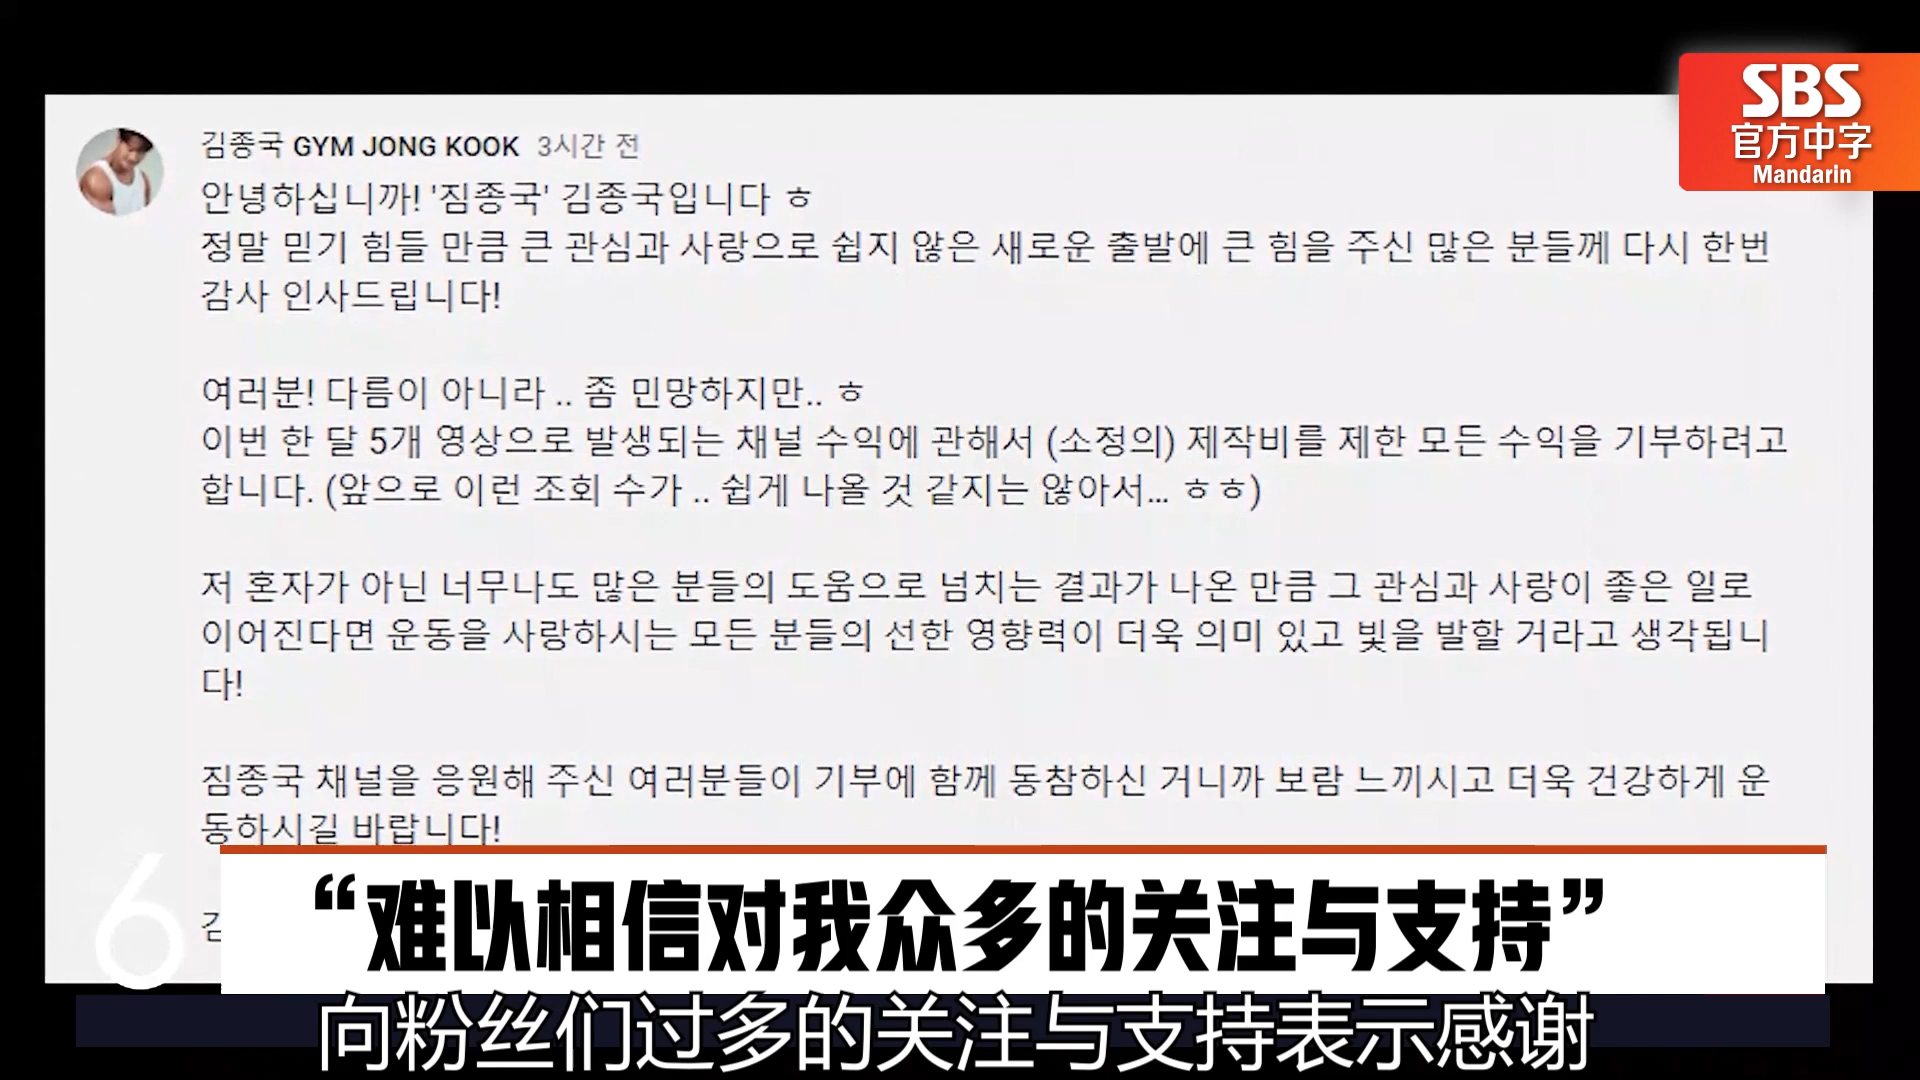 SBS
官方中字
Mandarin
김종국 GYM JONG KOOK 3시간 전
안녕하십니까! '짐종국' 김종국입니다 ㅎ
정말 믿기 힘들 만큼 큰 관심과 사랑으로 쉽지 않은 새로운 출발에 큰 힘을 주신 많은 분들께 다시 한번
감사 인사드립니다!
여러분! 다름이 아니라 .. 좀 민망하지만.. ㅎ
이번 한 달 5개 영상으로 발생되는 채널 수익에 관해서 (소정의) 제작비를 제한 모든 수익을 기부하려고
합니다. (앞으로 이런 조회 수가 .. 쉽게 나올 것 같지는 않아서... ㅎㅎ)
저 혼자가 아닌 너무나도 많은 분들의 도움으로 넘치는 결과가 나온 만큼 그 관심과 사랑이 좋은 일로
이어진다면 운동을 사랑하시는 모든 분들의 선한 영향력이 더욱 의미 있고 빛을 발할 거라고 생각됩니
다!
짐종국 채널을 응원해 주신 여러분들이 기부에 함께 동참하신 거니까 보람 느끼시고 더욱 건강하게 운
동하시길 바랍니다!
6
“难以相信对我众多的关注与支持”
向粉丝们过多的关注与支持表示感谢